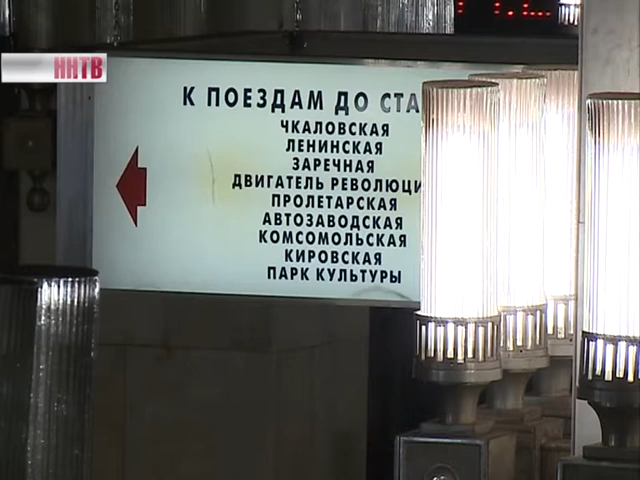 ННТВ
К ПОЕЗДАМ ДО СТА
ЧКАЛОВСКАЯ
ЛЕНИНСКАЯ
ЗАРЕЧНАЯ
ДВИГАТЕЛЬ РЕВОЛЮЦИ
ПРОЛЕТАРСКАЯ
АВТОЗАВОДСКАЯ
КОМСОМОЛЬСКАЯ
КИРОВСКАЯ
ПАРК КУЛЬТУРЫ